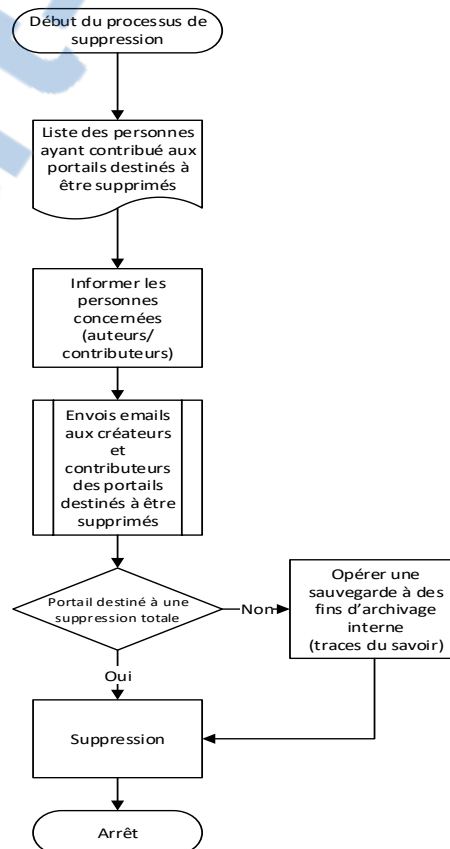 Début du processus de
suppression
Liste des personnes
ayant contribué aux
portails destinés à
être supprimés
Informer les
personnes
concernées
(auteurs/
contributeurs)
Envois emails
aux créateurs
et
contributeurs
des portails
destinés à être
supprimés
Portail destiné à une
suppression totale
Non
Opérer une
sauvegarde à des
fins d’archivage
interne
(traces du savoir)
Oui
Suppression
Arrêt